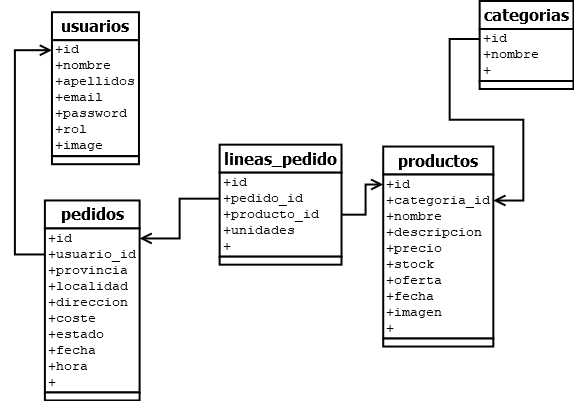 usuarios
+id
+nombre
+apellidos
+email
+password
+rol
+image
categorias
+id
+nombre
+
lineas_pedido
+id
+pedido_id
+producto_id
+unidades
+
productos
+id
+categoria_id
+nombre
+descripcion
+precio
+stock
+oferta
+fecha
+imagen
+
pedidos
+id
+usuario_id
+provincia
+localidad
+direccion
+coste
+estado
+fecha
+hora
+